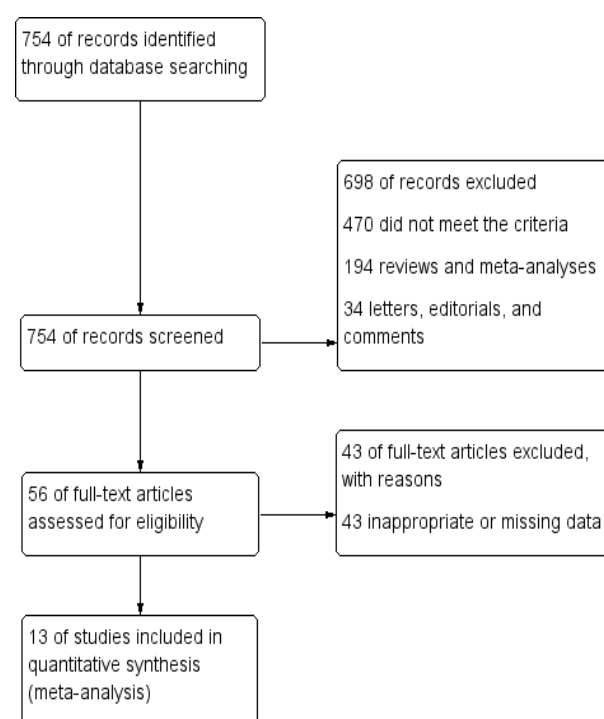 754 of records identified
through database searching
698 of records excluded
470 did not meet the criteria
194 reviews and meta-analyses
34 letters, editorials, and
comments
754 of records screened
43 of full-text articles excluded,
with reasons
43 inappropriate or missing data
56 of full-text articles
assessed for eligibility
13 of studies included in
quantitative synthesis
(meta-analysis)